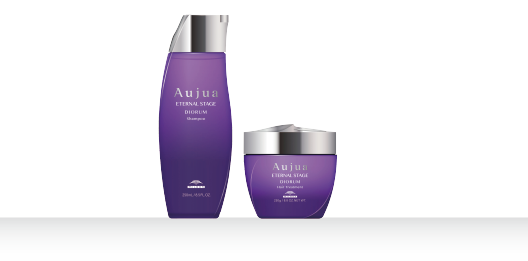 Aujua
ETERNAL STAGE
DIORUM
Shampoo
Aujua
ETERNAL STAGE
DIORUM
Hair Treatment